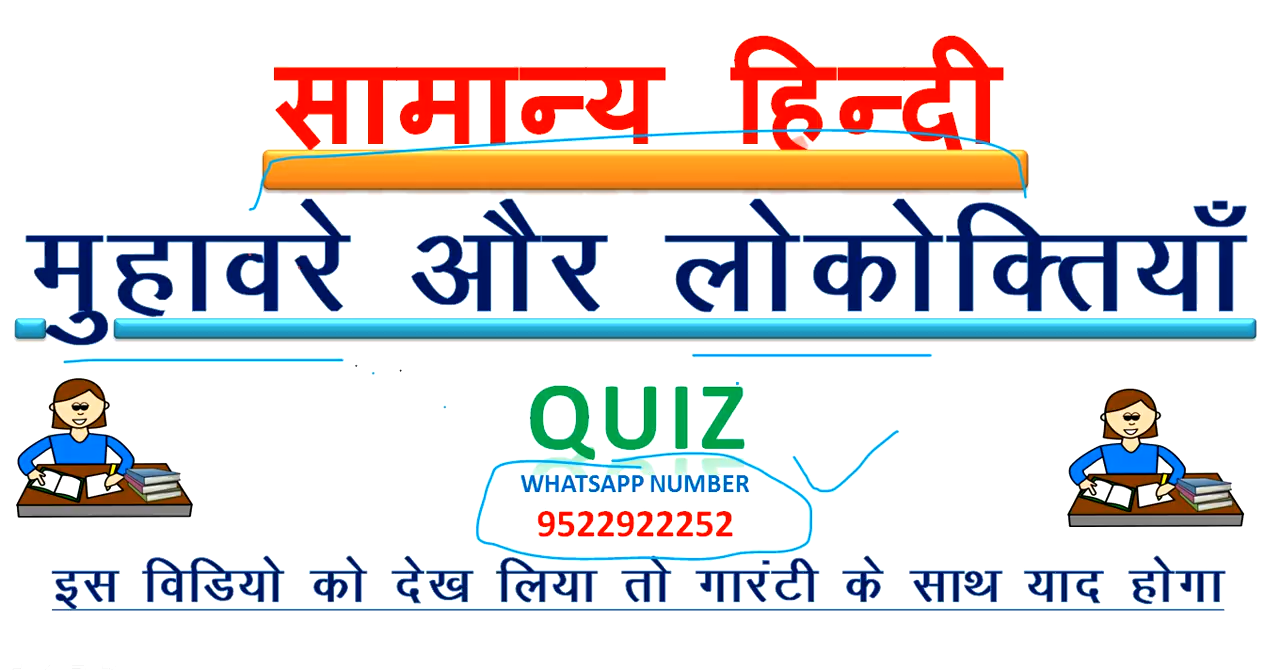 सामान्य हिन्दी
मुहावरे और लोकोक्तियाँ
QUIZ
WHATSAPP NUMBER
9522922252
इस विडियो को देख लिया तो गारंटी के साथ याद होगा